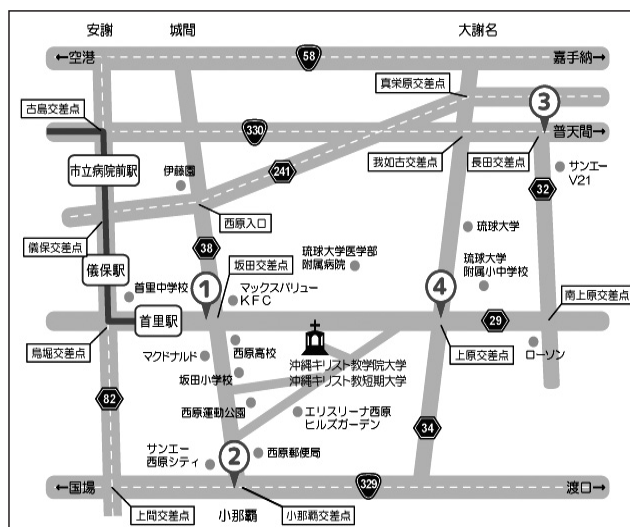 安謝
城間
大謝名
←空港
58
嘉手納→
真栄原交差点
古島交差点
3
330
普天間→
我如古交差点
長田交差点
市立病院前駅
伊藤園
241
サンエー
V21
32
西原入口
儀保交差点
38
坂田交差点
琉球大学
琉球大学医学部
附属病院
琉球大学
附属小中学校
儀保駅
首里中学校
1
マックスバリュー
KFC
4
南上原交差点
首里駅
29
鳥堀交差点
マクドナルド
西原高校
沖縄キリスト教学院大学
沖縄キリスト教短期大学
上原交差点
ローソン
坂田小学校
82
西原運動公園
エリスリーナ西原
ヒルズガーデン
34
サンエー
西原シティ
2
西原郵便局
←国場
329
渡口→
上間交差点
小那覇
小那覇交差点